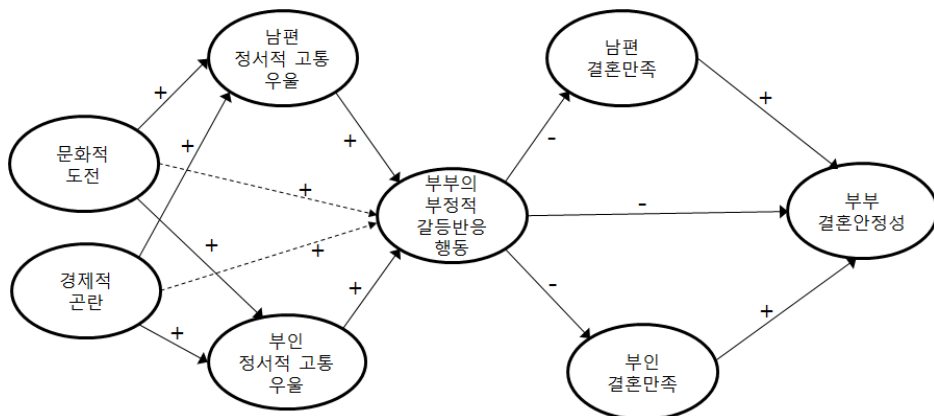 남편
정서적 고통
우울
남편
결혼만족
+
+
+
+
-
문화적
도전
부부의
부정적
갈등반응
행동
부부
결혼안정성
+
-
+
+
경제적
곤란
+
-
+
+
부인
정서적 고통
우울
부인
결혼만족